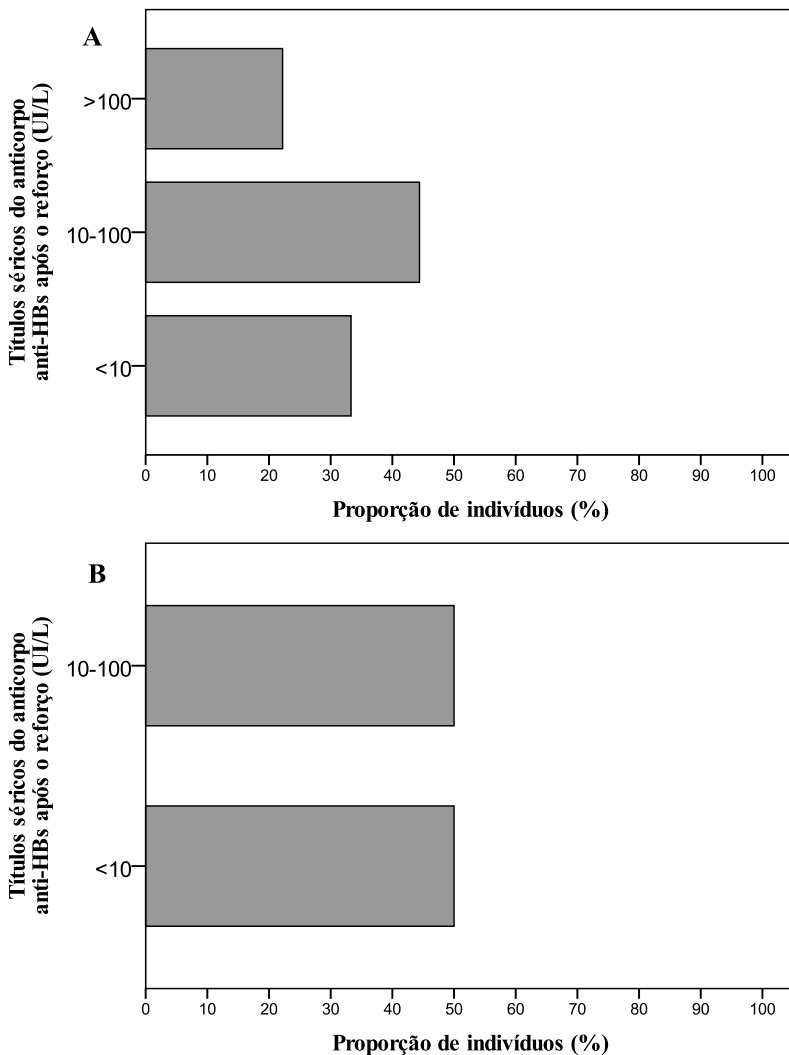 A
Títulos séricos do anticorpo
anti-HBs após o reforço (UI/L)
>100
10-100
<10
0 10 20 30 40 50 60 70 80 90 100
Proporção de indivíduos (%)
B
Títulos séricos do anticorpo
anti-HBs após o reforço (UI/L)
10-100
<10
0 10 20 30 40 50 60 70 80 90 100
Proporção de indivíduos (%)